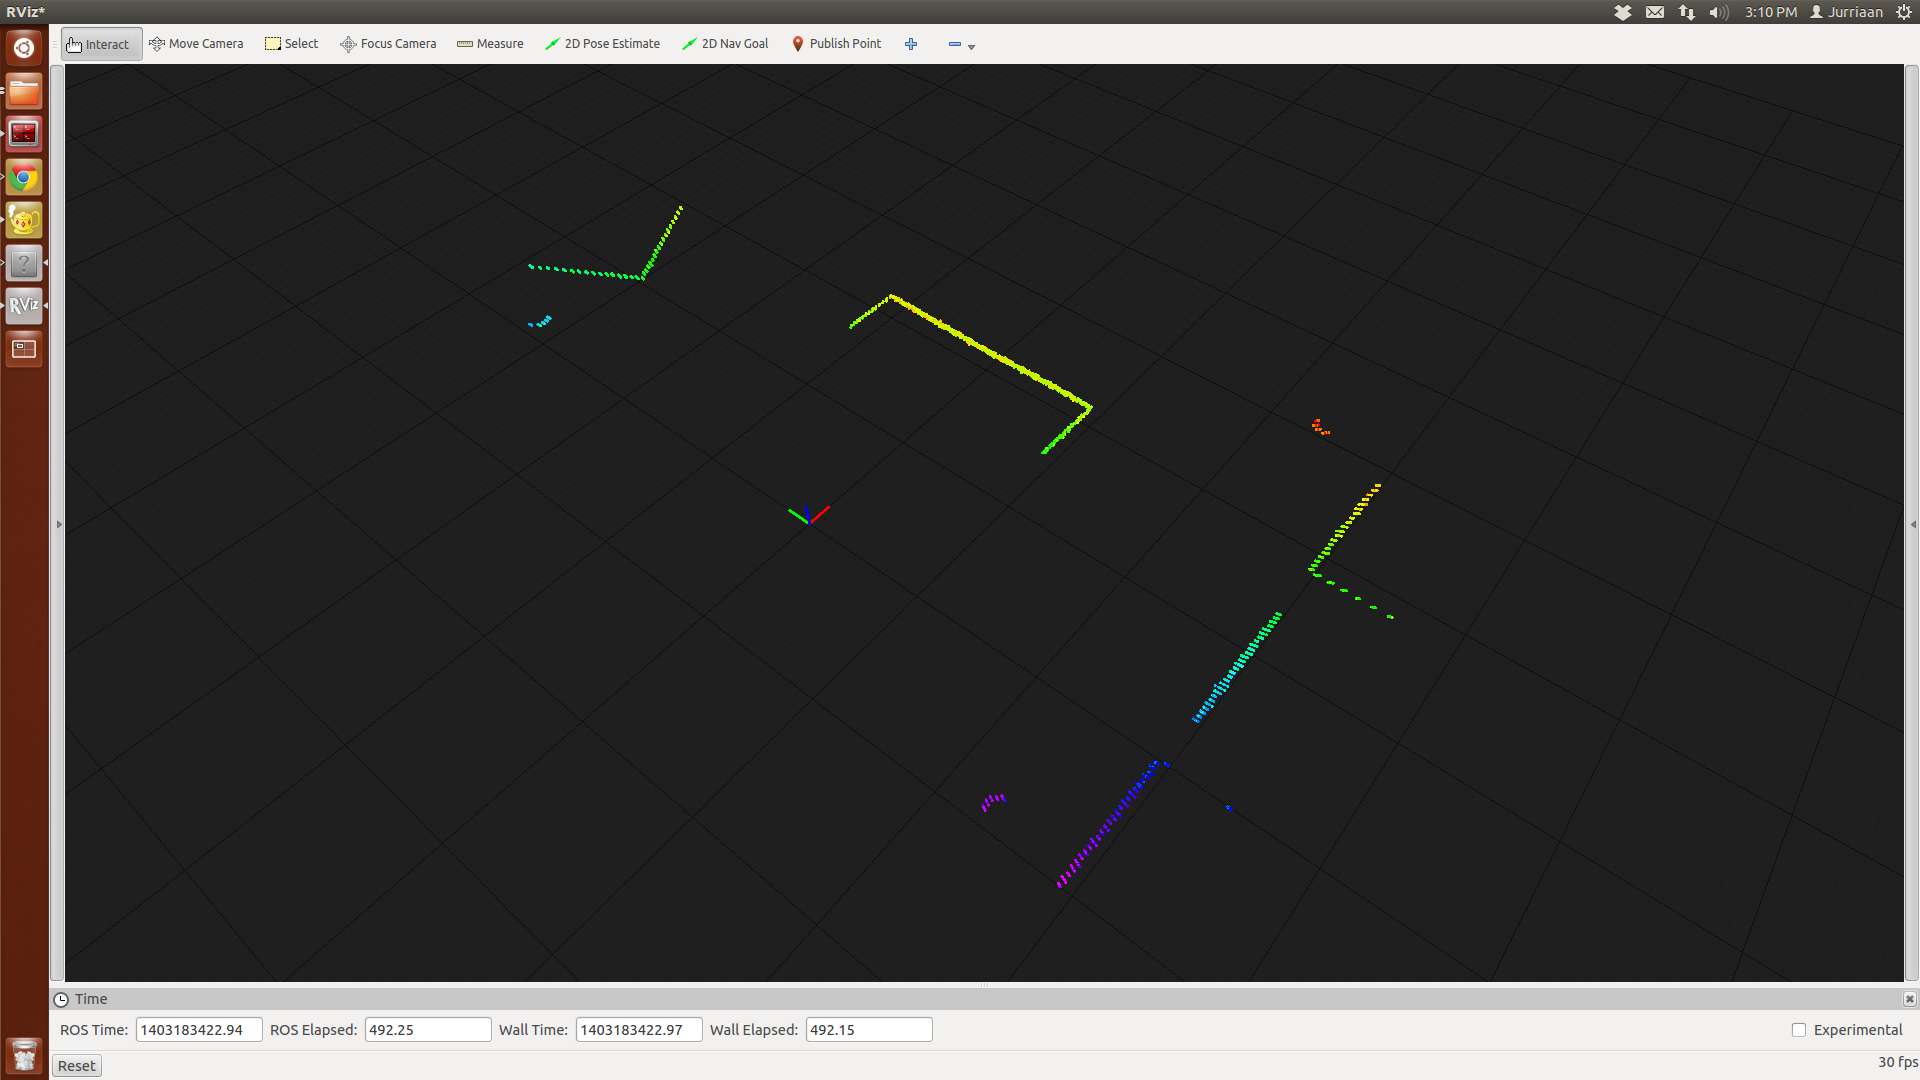 RViz*
3:10 PM Jurriaan
Interact Move Camera Select Focus Camera Measure 2D Pose Estimate 2D Nav Goal Publish Point
?
RViz
Time
ROS Time: 1403183422.94 ROS Elapsed: 492.25 Wall Time: 1403183422.97 Wall Elapsed: 492.15 Experimental
Reset 30 fps